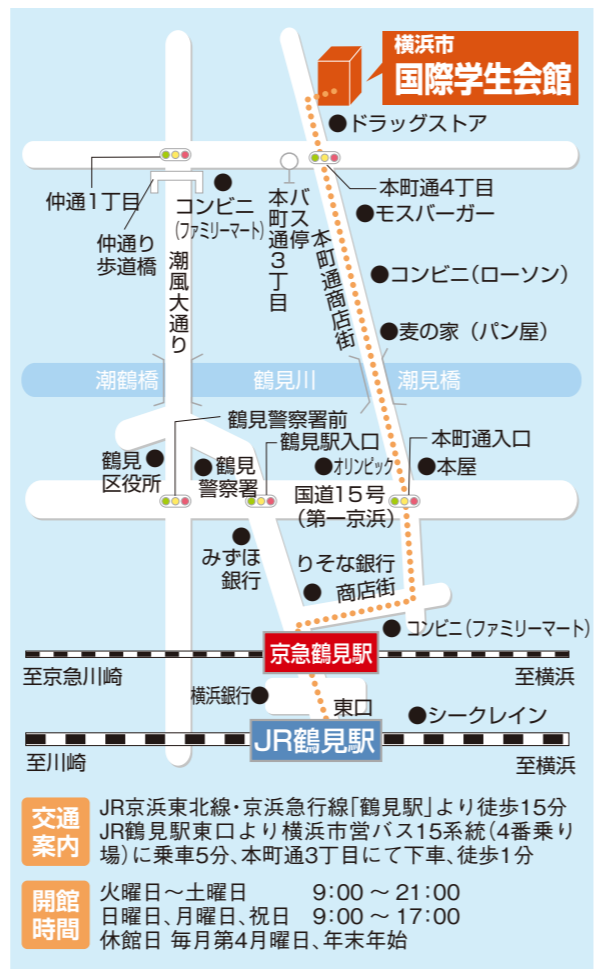 横浜市
国際学生会館
●ドラッグストア
仲通1丁目
仲通り
歩道橋
コンビニ
(ファミリーマート)
バス停
本町通3丁目
本町通4丁目
●モスバーガー
潮風大通り
本町通商店街
●コンビニ(ローソン)
●麦の家(パン屋)
潮鶴橋
鶴見川
潮見橋
鶴見警察署前
鶴見駅入口
本町通入口
鶴見
区役所
●鶴見
警察署
●オリンピック
●本屋
国道15号
(第一京浜)
みずほ
銀行
りそな銀行
商店街
コンビニ(ファミリーマート)
京急鶴見駅
至京急川崎
至横浜
横浜銀行●
東口
●シークレイン
JR鶴見駅
至川崎
至横浜
交通
案内
JR京浜東北線・京浜急行線「鶴見駅」より徒歩15分
JR鶴見駅東口より横浜市営バス15系統(4番乗り
場)に乗車5分、本町通3丁目にて下車、徒歩1分
開館
時間
火曜日〜土曜日 9:00 〜 21:00
日曜日、月曜日、祝日 9:00 〜 17:00
休館日 毎月第4月曜日、年末年始